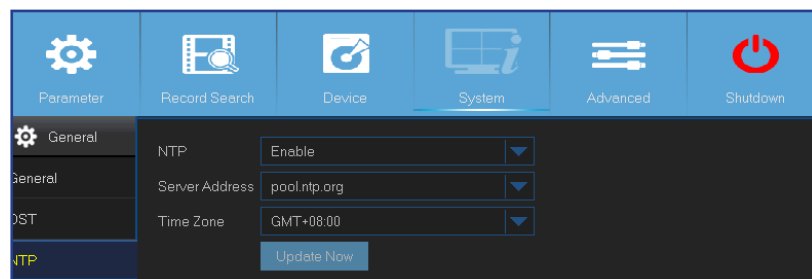 Parameter Record Search Device System Advanced Shutdown
General
General
DST
NTP
NTP Enable
Server Address pool.ntp.org
Time Zone GMT+08:00
Update Now